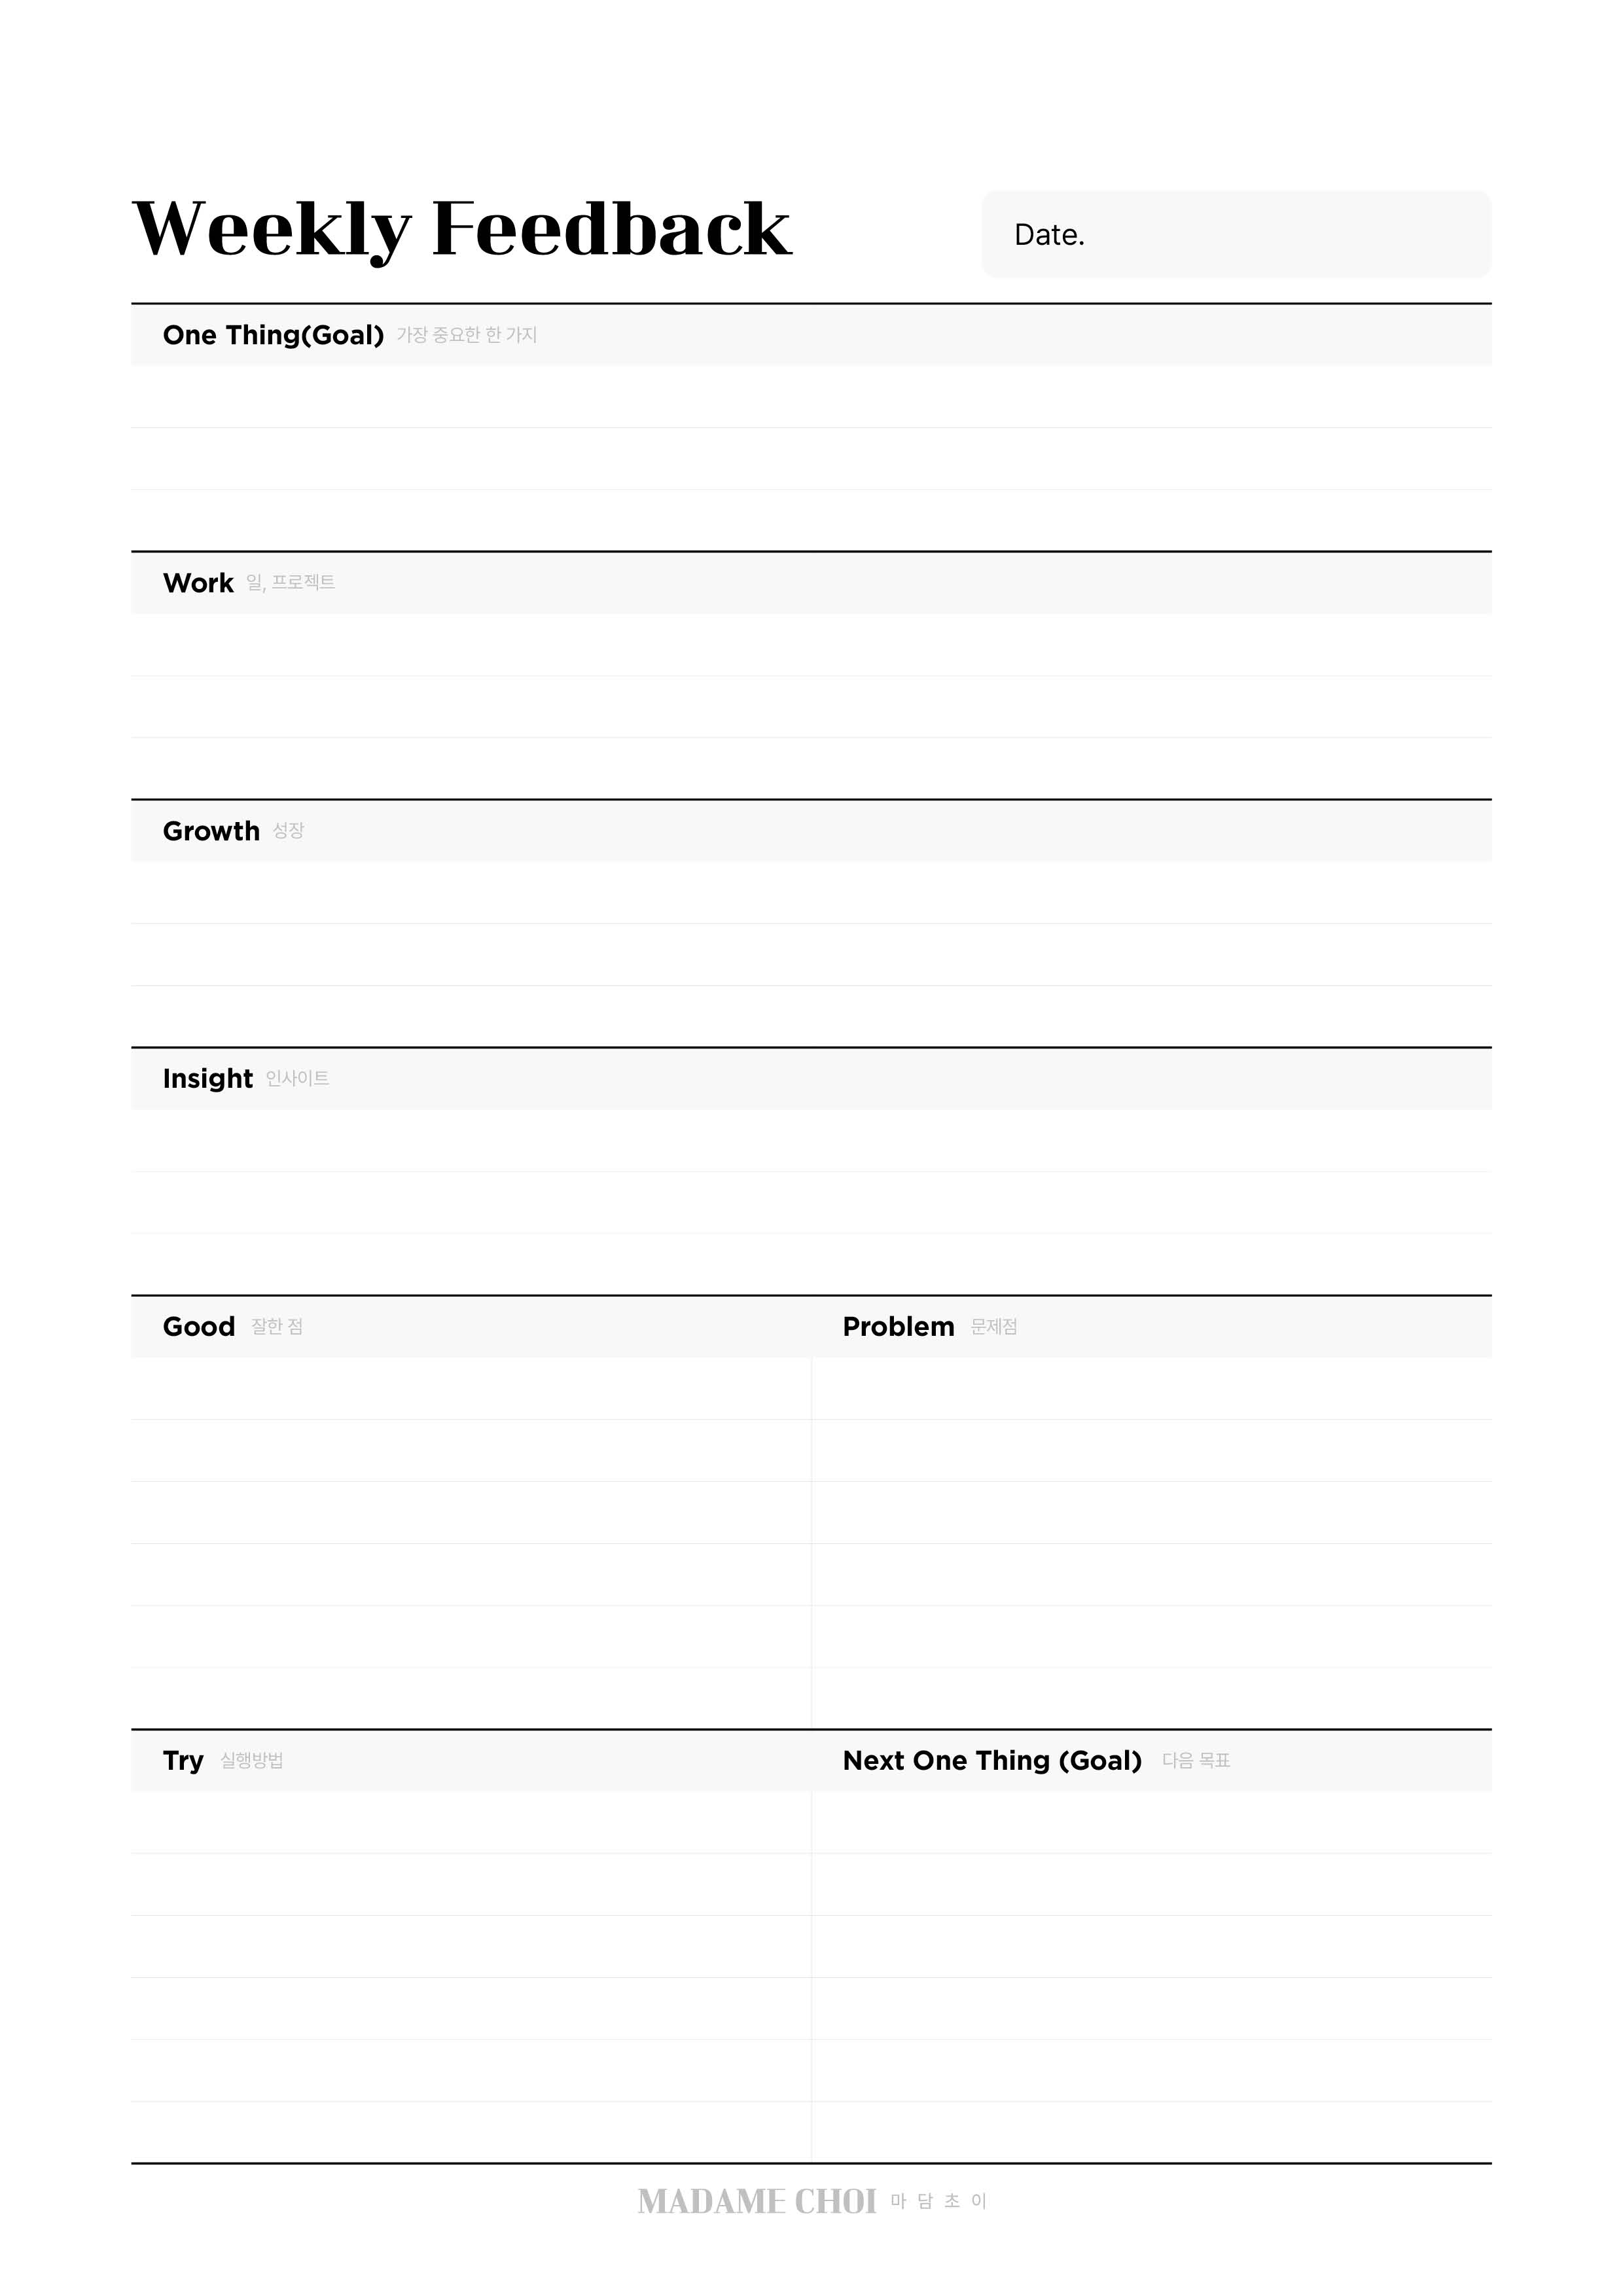 Weekly Feedback
Date.
One Thing(Goal) 가장 중요한 한 가지
Work 일, 프로젝트
Growth 성장
Insight 인사이트
Good 잘한 점
Problem 문제점
Try 실행방법
Next One Thing (Goal) 다음 목표
MADAME CHOI 마 담 초 이